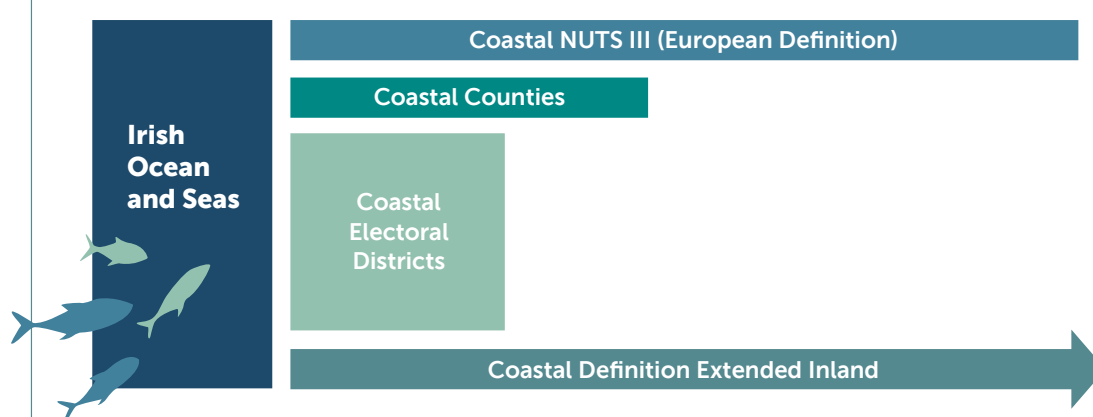 Coastal NUTS III (European Definition)
Coastal Counties
Irish
Ocean
and Seas
Coastal
Electoral
Districts
Coastal Definition Extended Inland